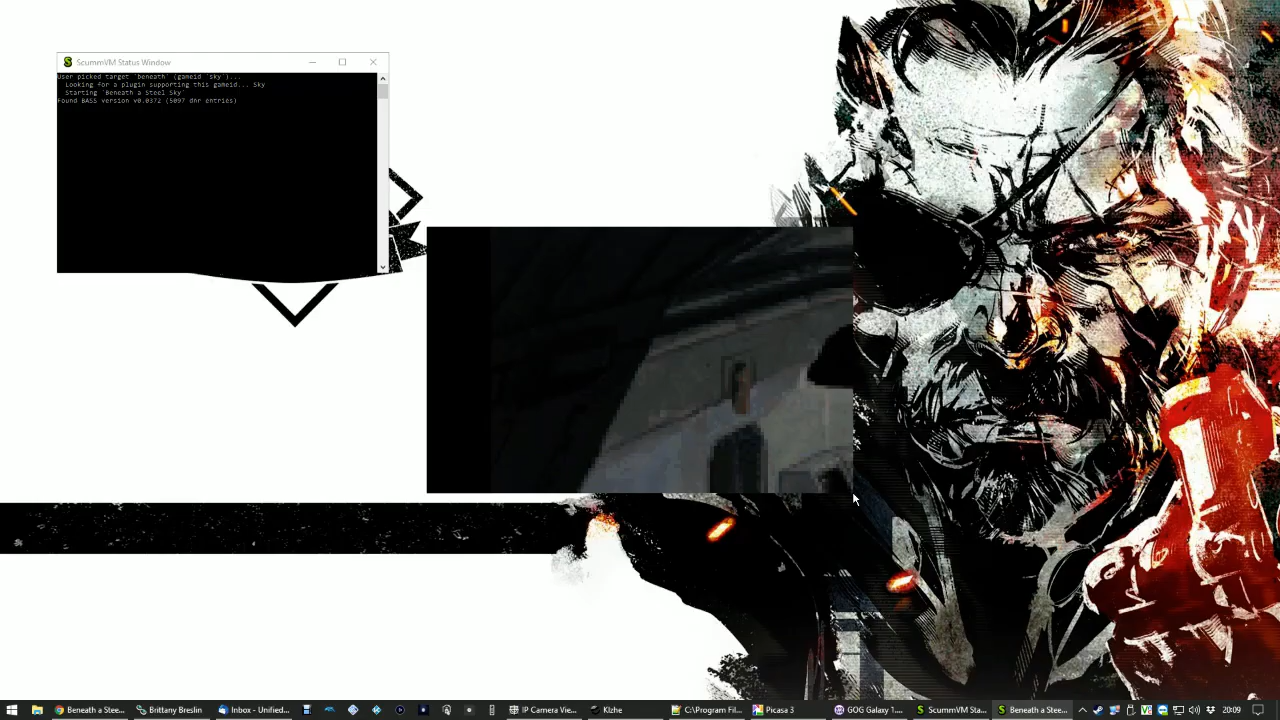 ScummVM Status Window
User picked target 'beneath' (gameid 'sky')...
Looking for a plugin supporting this gameid... Sky
Starting 'Beneath a Steel Sky'
Found BASS version v0.0372 (5097 dnr entries)
Beneath a Stee...
Brittany Breslin
Inbox - Unified...
IP Camera Vie...
Klzhe
C:\Program Fil...
Picasa 3
GOG Galaxy 1....
ScummVM Sta...
Beneath a Stee...
20:09